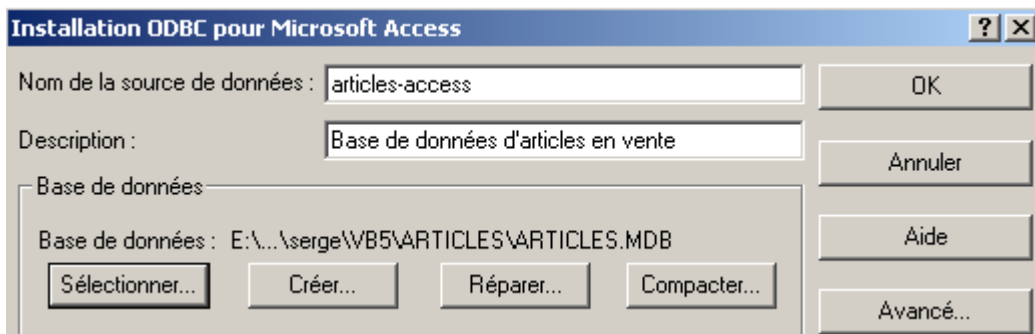 Installation ODBC pour Microsoft Access
Nom de la source de données : articles-access
OK
Description : Base de données d'articles en vente
Annuler
Base de données
Base de données : E:\...\serge\VB5\ARTICLES\ARTICLES.MDB
Aide
Sélectionner... Créer... Réparer... Compacter...
Avancé...